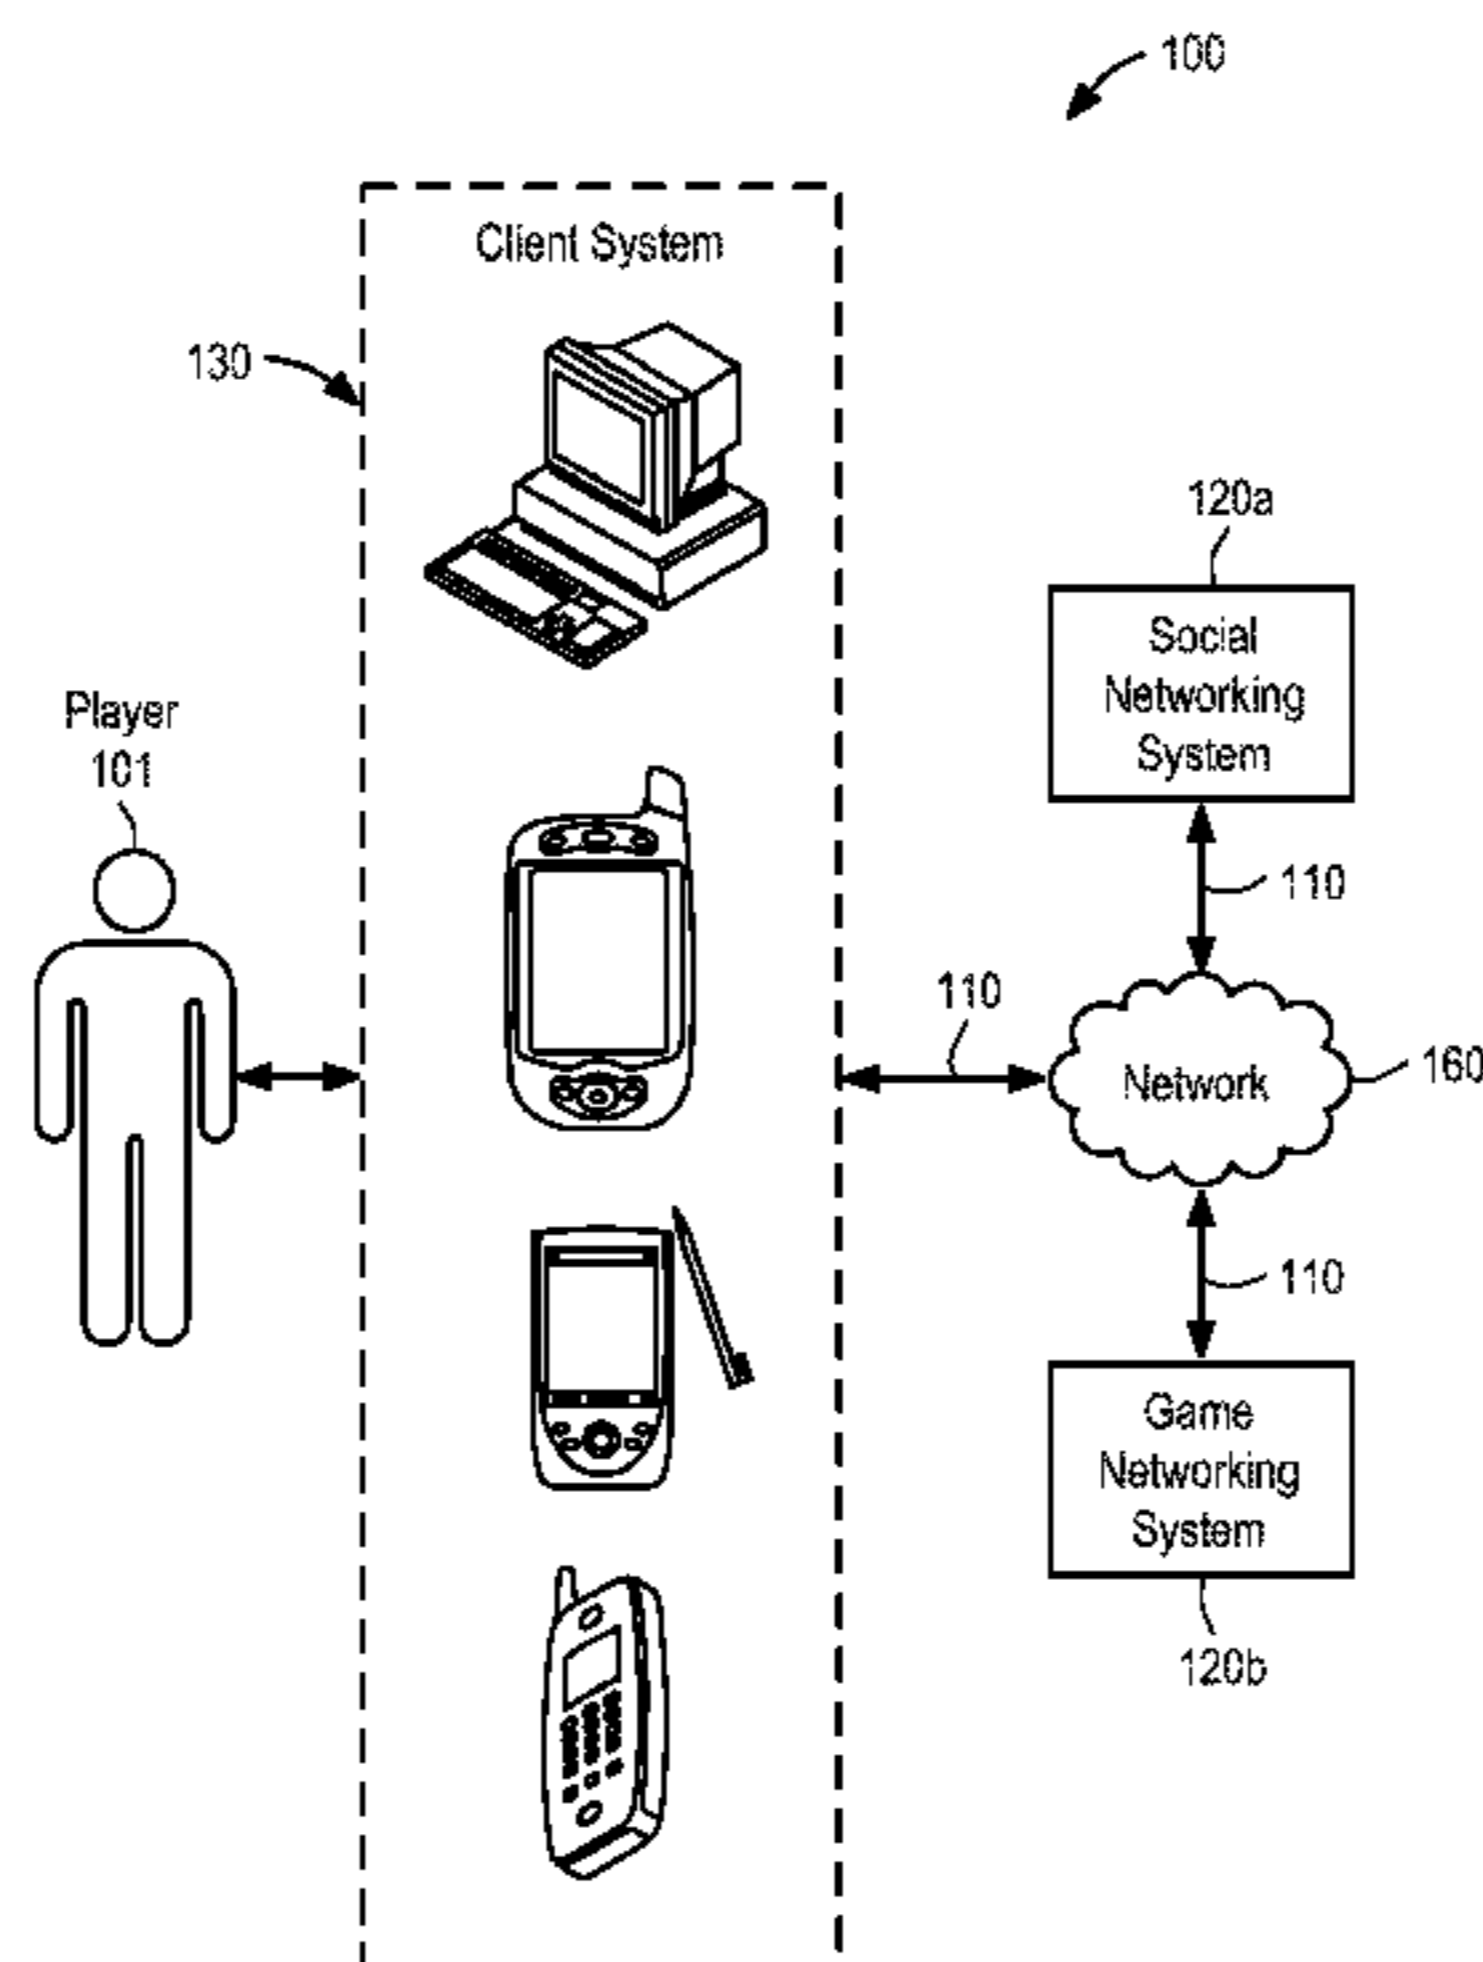 100
Client System
130
120a
Social
Networking
System
Player
101
110
110
Network
160
110
Game
Networking
System
120b